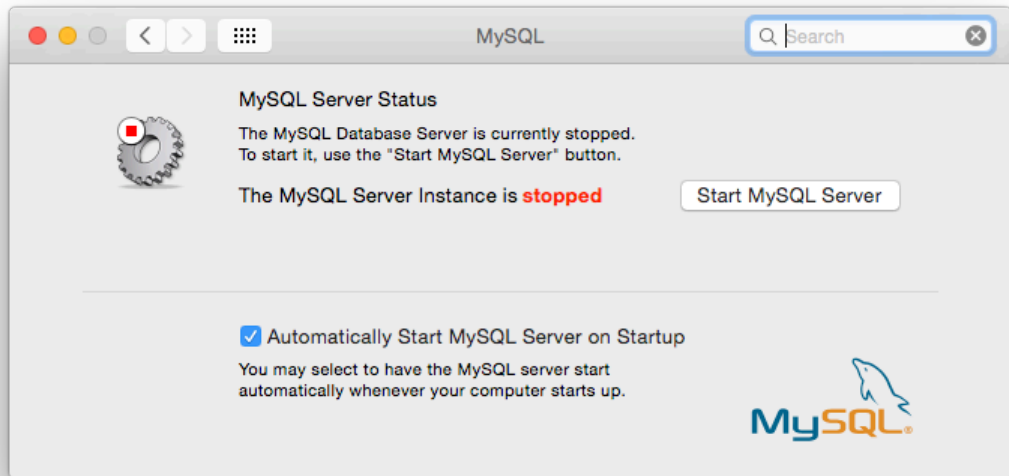 MySQL
Search
MySQL Server Status
The MySQL Database Server is currently stopped.
To start it, use the "Start MySQL Server" button.
The MySQL Server Instance is stopped
Start MySQL Server
Automatically Start MySQL Server on Startup
You may select to have the MySQL server start
automatically whenever your computer starts up.
MySQL®